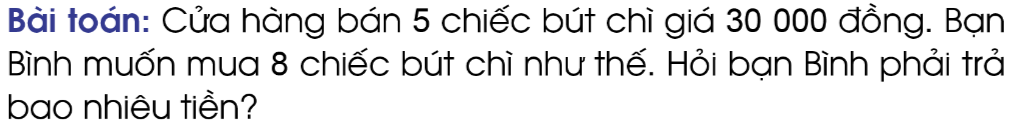 Bài toán: Cửa hàng bán 5 chiếc bút chì giá 30 000 đồng. Bạn
Bình muốn mua 8 chiếc bút chì như thế. Hỏi bạn Bình phải trả
bao nhiêu tiền?